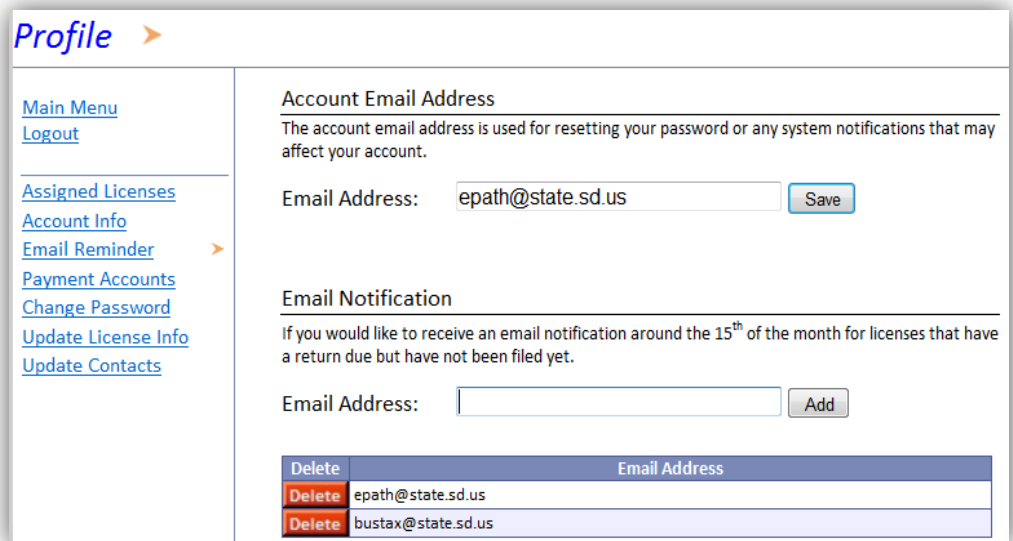 Profile
Main Menu
Logout
Assigned Licenses
Account Info
Email Reminder
Payment Accounts
Change Password
Update License Info
Update Contacts
Account Email Address
The account email address is used for resetting your password or any system notifications that may
affect your account.
Email Address: epath@state.sd.us Save
Email Notification
If you would like to receive an email notification around the 15th of the month for licenses that have
a return due but have not been filed yet.
Email Address: Add
Delete Email Address
Delete epath@state.sd.us
Delete bustax@state.sd.us